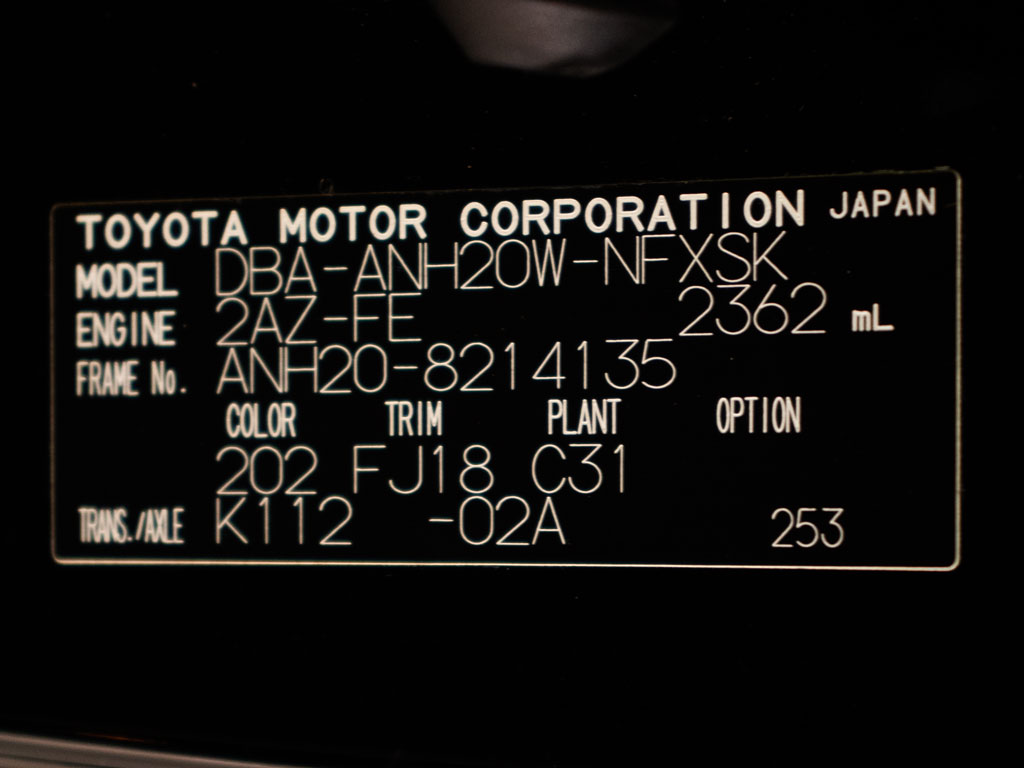 TOYOTA MOTOR CORPORATION JAPAN
MODEL DBA-ANH20W-NFXSK
ENGINE 2AZ-FE 2362 mL
FRAME No. ANH20-8214135
COLOR TRIM PLANT OPTION
202 FJ18 C31
TRANS./AXLE K112 -02A 253